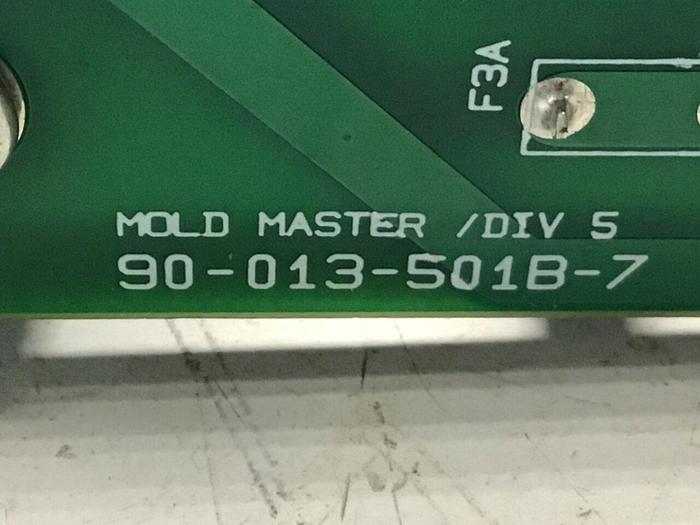 F3A
MOLD MASTER /DIV 5
90-013-501B-7